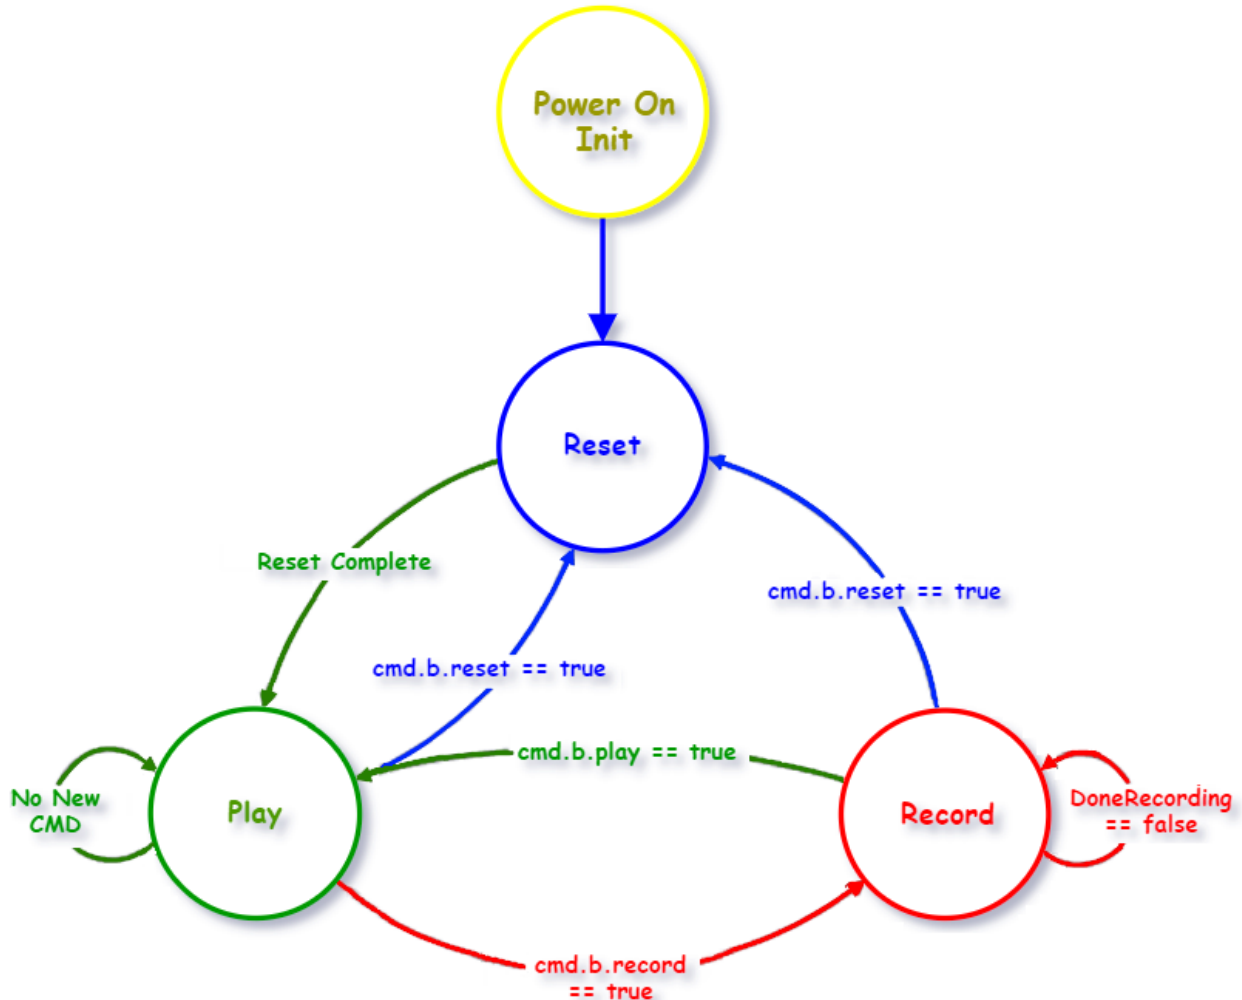 Power On
Init
Reset
Reset Complete
cmd.b.reset == true
cmd.b.reset == true
cmd.b.play == true
No New
CMD
Play
Record
DoneRecording
== false
cmd.b.record
== true